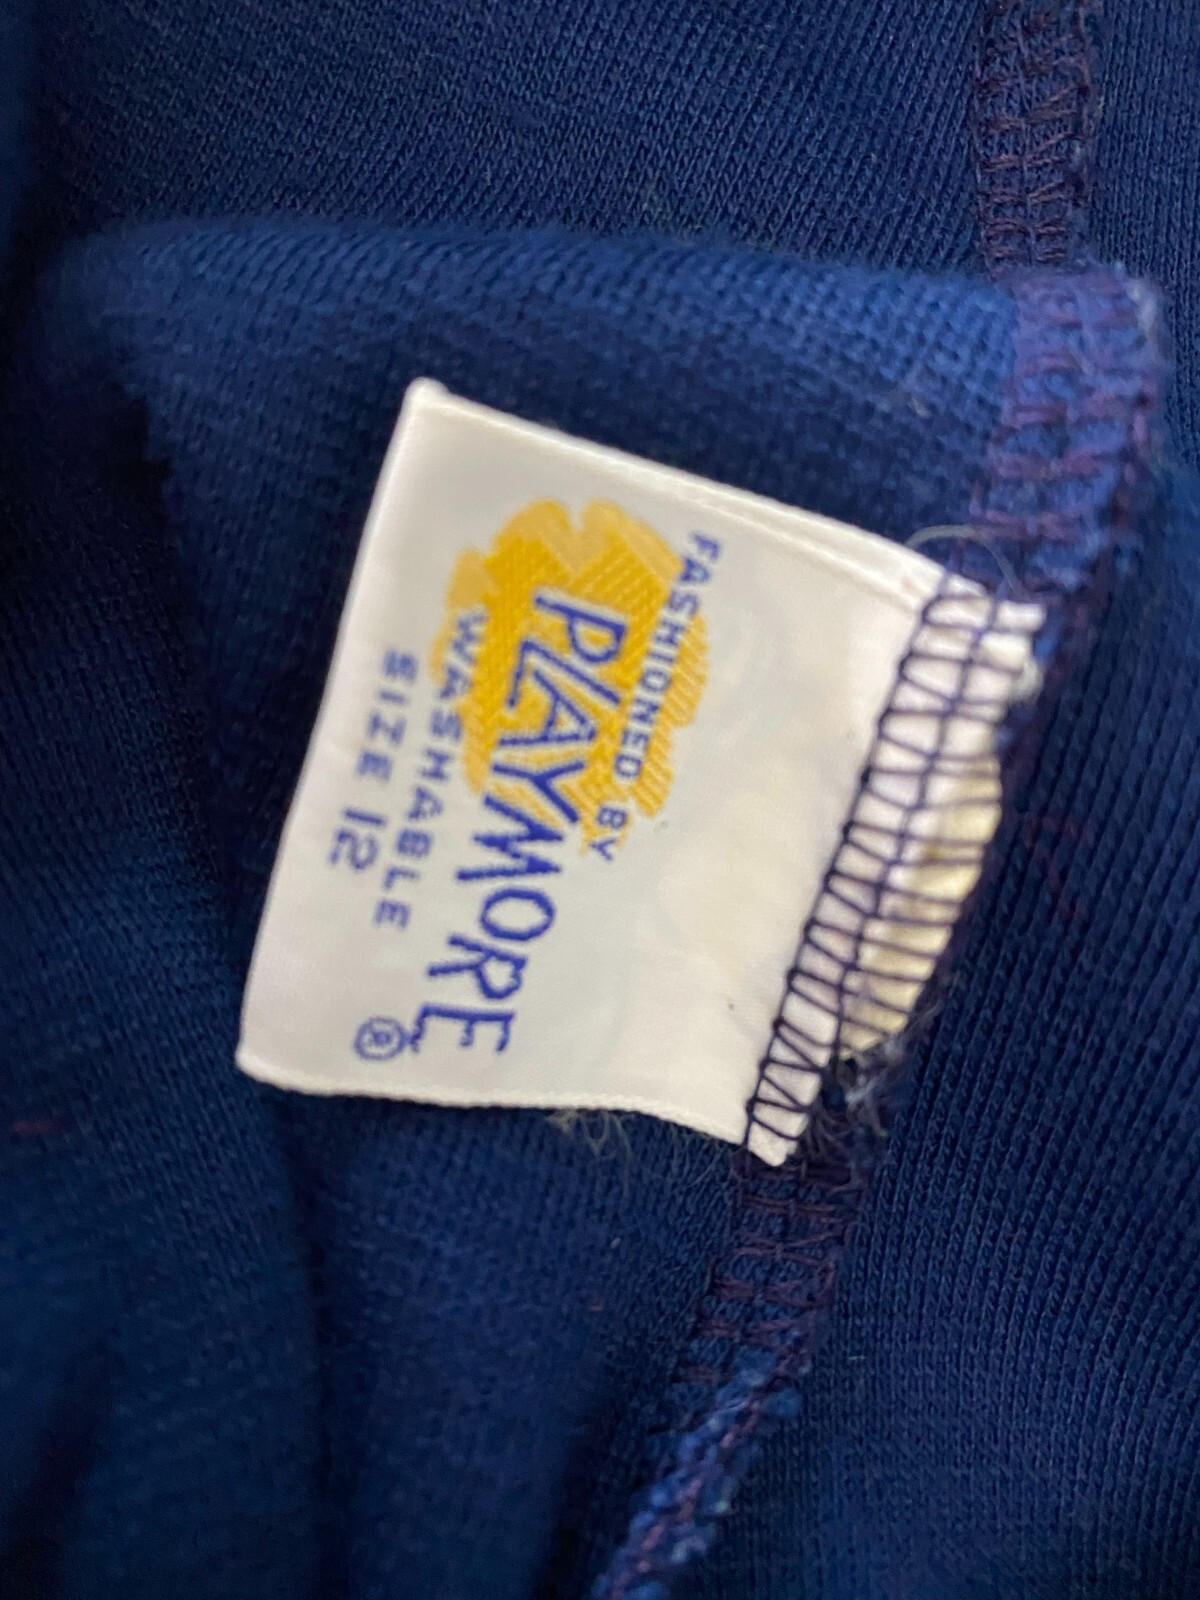 FASHIONED BY
PLAYMORE
WASHABLE ®
SIZE 12